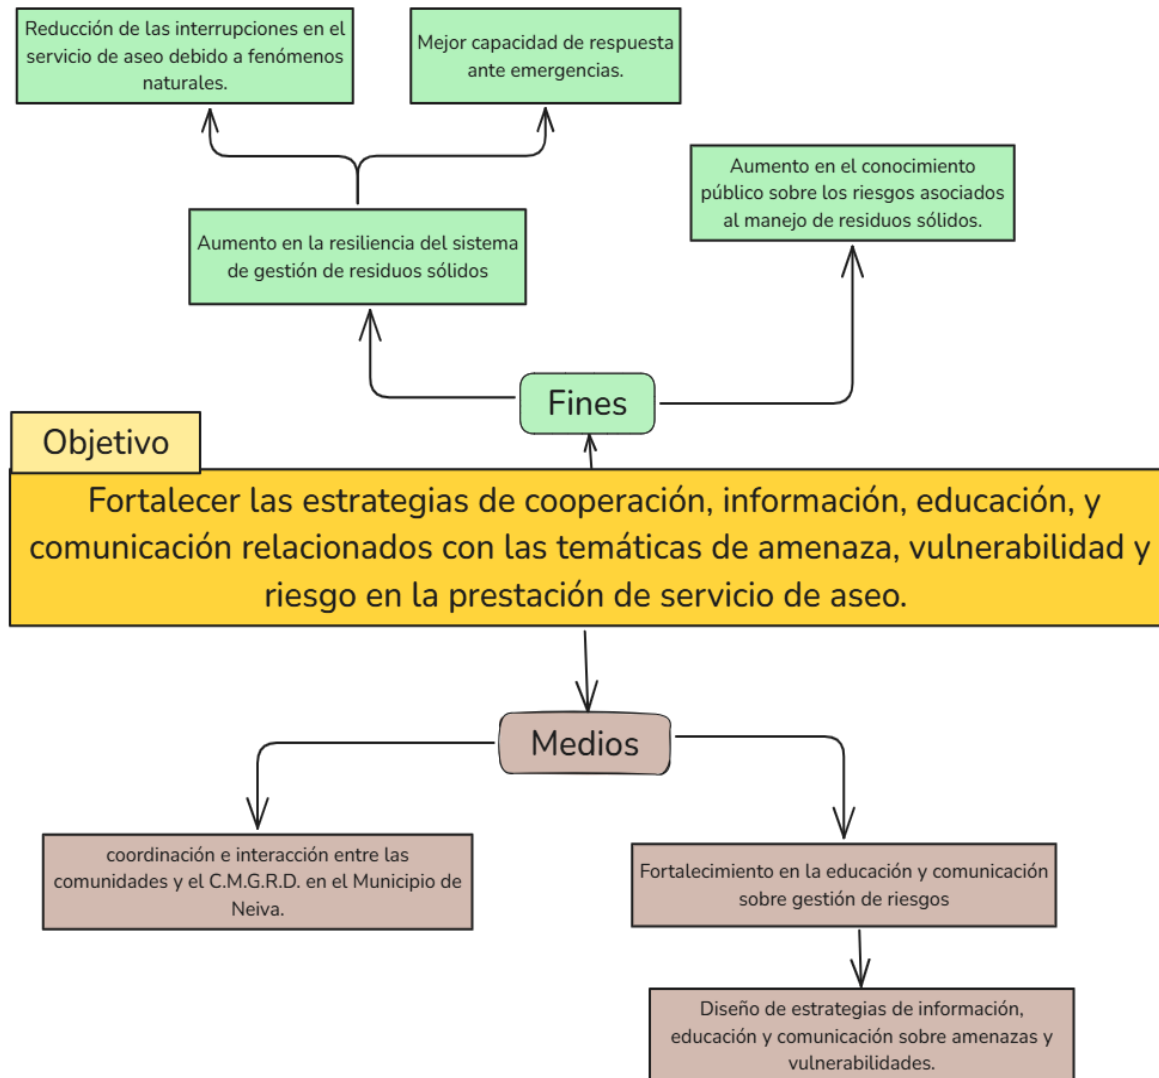 Reducción de las interrupciones en el
servicio de aseo debido a fenómenos
naturales.
Mejor capacidad de respuesta
ante emergencias.
Aumento en el conocimiento
público sobre los riesgos asociados
al manejo de residuos sólidos.
Aumento en la resiliencia del sistema
de gestión de residuos sólidos
Fines
Objetivo
Fortalecer las estrategias de cooperación, información, educación, y
comunicación relacionados con las temáticas de amenaza, vulnerabilidad y
riesgo en la prestación de servicio de aseo.
Medios
coordinación e interacción entre las
comunidades y el C.M.G.R.D. en el Municipio de
Neiva.
Fortalecimiento en la educación y comunicación
sobre gestión de riesgos
Diseño de estrategias de información,
educación y comunicación sobre amenazas y
vulnerabilidades.